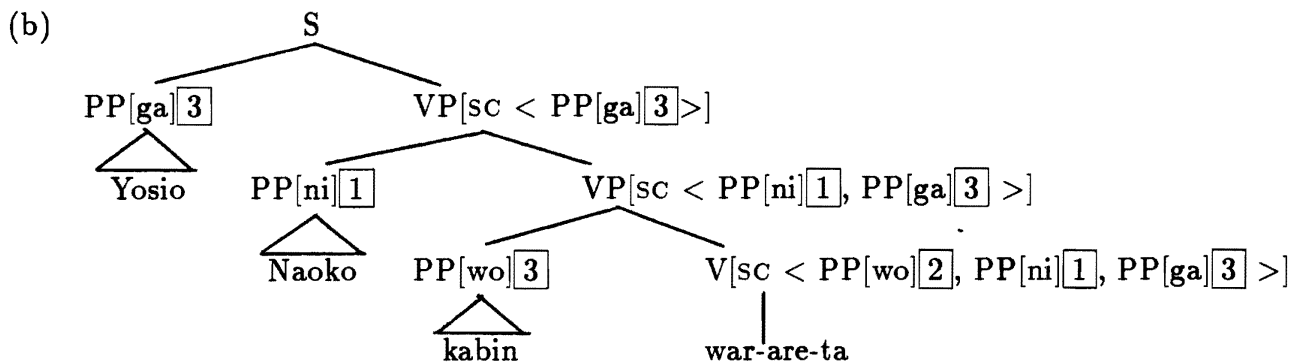 (b)
S
PP[ga]3 VP[SC < PP[ga]3>]
Yosio PP[ni]1 VP[SC < PP[ni]1, PP[ga]3 >]
Naoko PP[wo]3 V[SC < PP[wo]2, PP[ni]1, PP[ga]3 >]
kabin war-are-ta